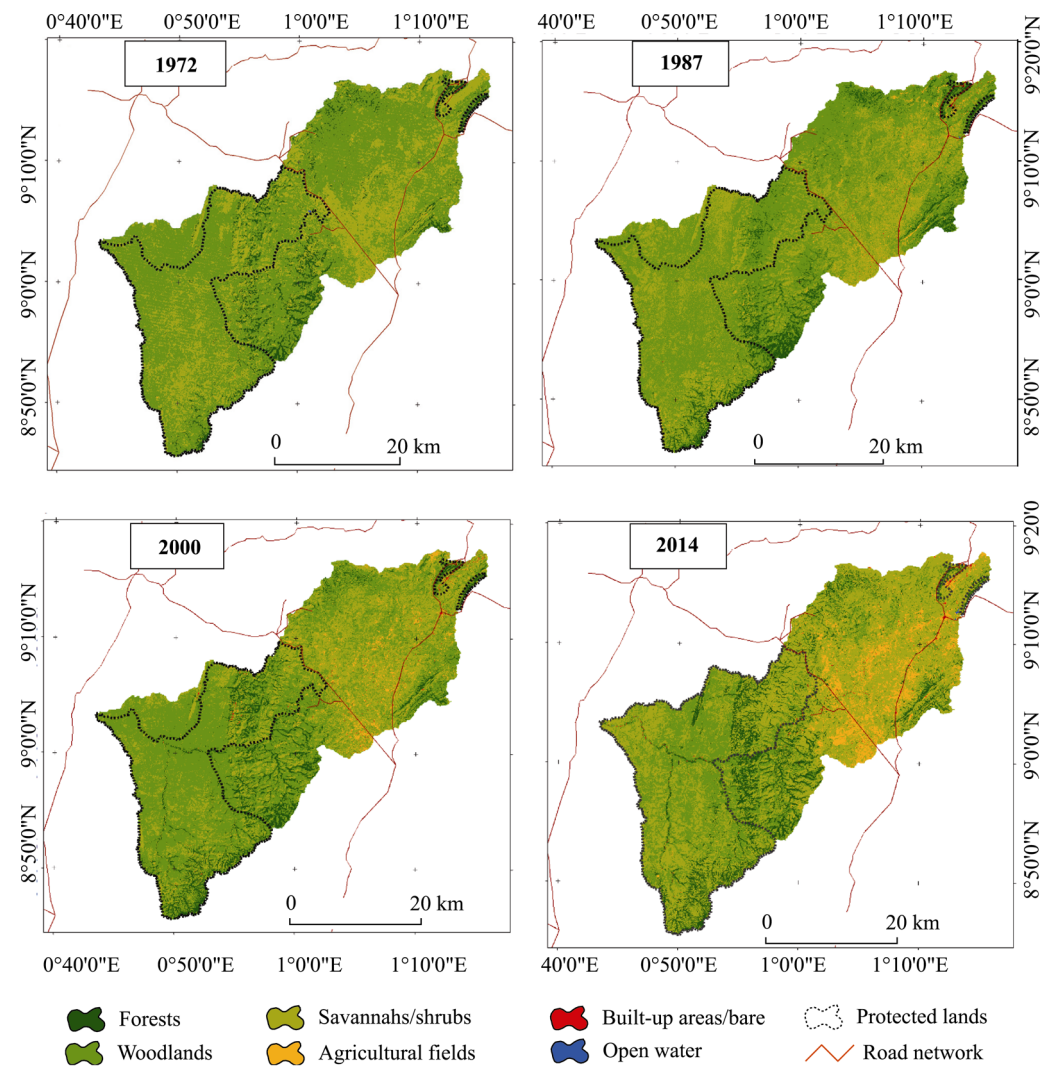 0°40'0"E 0°50'0"E 1°0'0"E 1°10'0"E 0°40'0"E 0°50'0"E 1°0'0"E 1°10'0"E
1972
1987
9°20'0"N
9°10'0"N
9°10'0"N
9°0'0"N
9°0'0"N
8°50'0"N
8°50'0"N
0 20 km
0 20 km
2000
2014
9°20'0
9°10'0"N
9°10'0"N
9°0'0"N
9°0'0"N
8°50'0"N
8°50'0"N
0 20 km
0 20 km
0°40'0"E 0°50'0"E 1°0'0"E 1°10'0"E 40'0"E 0°50'0"E 1°0'0"E 1°10'0"E
Forests Savannahs/shrubs Built-up areas/bare Protected lands
Woodlands Agricultural fields Open water Road network